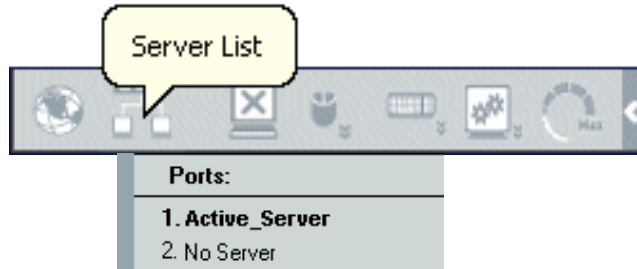 Server List
Max
Ports:
1. Active_Server
2. No Server